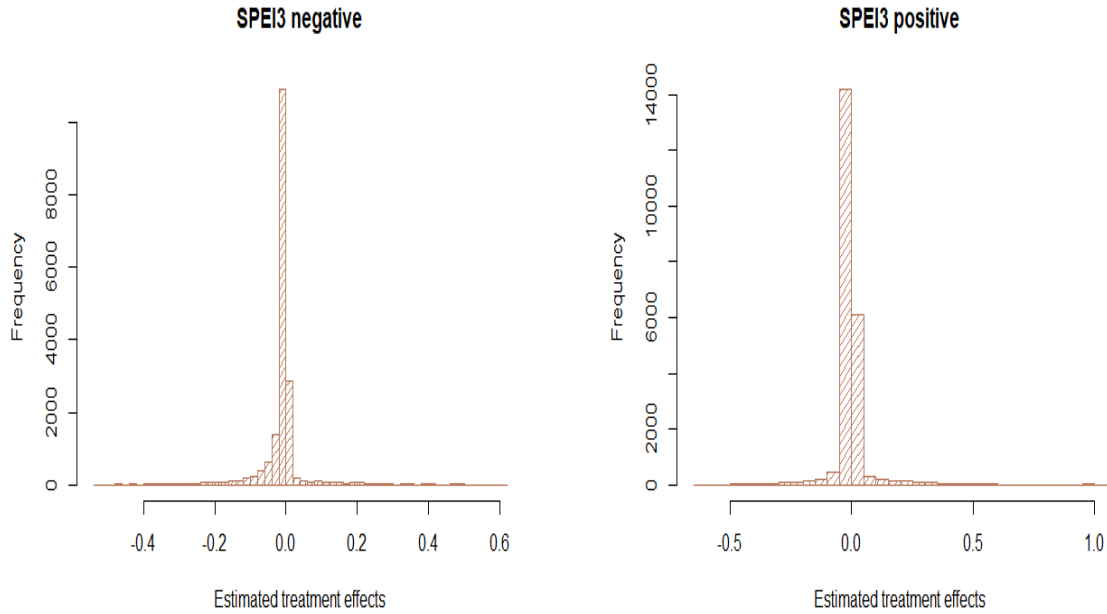 SPEI3 negative
8000
6000
4000
2000
0
Frequency
-0.4 -0.2 0.0 0.2 0.4 0.6
Estimated treatment effects
SPEI3 positive
14000
10000
6000
2000
0
Frequency
-0.5 0.0 0.5 1.0
Estimated treatment effects